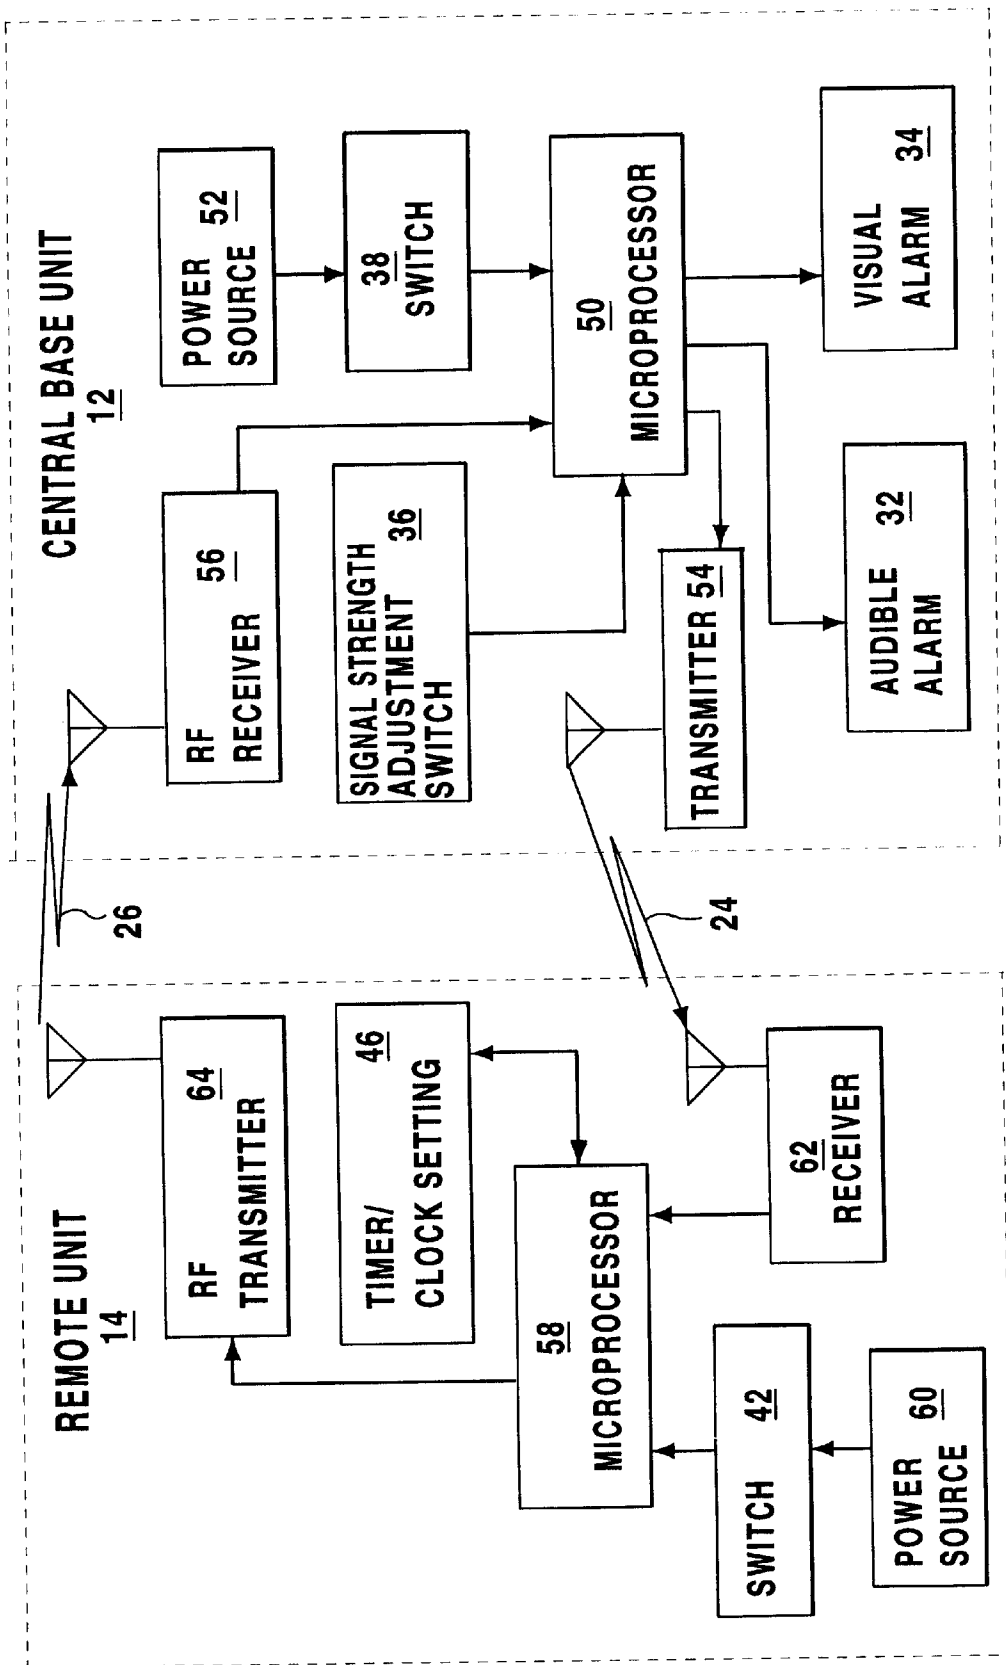 REMOTE UNIT
14
RF
TRANSMITTER
64
TIMER/
CLOCK SETTING
46
58
MICROPROCESSOR
SWITCH
42
POWER
SOURCE
60
62
RECEIVER
26
24
CENTRAL BASE UNIT
12
RF
RECEIVER
56
POWER
SOURCE
52
SIGNAL STRENGTH
ADJUSTMENT
SWITCH
36
38
SWITCH
50
MICROPROCESSOR
TRANSMITTER 54
AUDIBLE
ALARM
32
VISUAL
ALARM
34